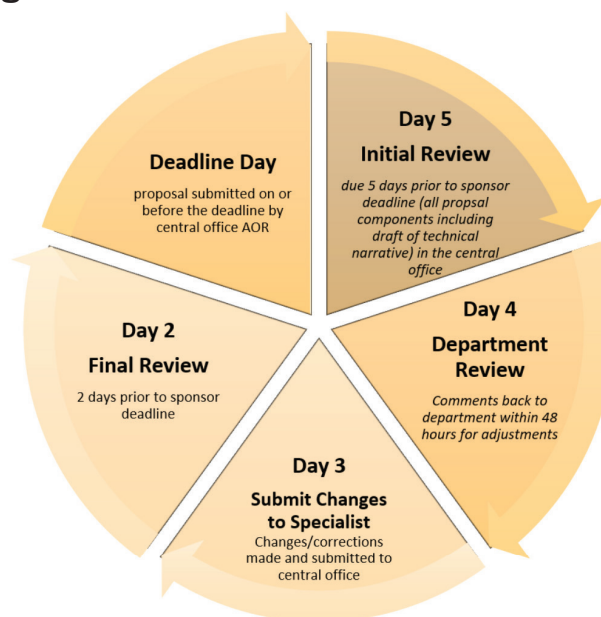 Day 5
Initial Review
due 5 days prior to sponsor
deadline (all propsal
components including
draft of technical
narrative) in the central
office
Day 4
Department
Review
Comments back to
department within 48
hours for adjustments
Day 3
Submit Changes
to Specialist
Changes/corrections
made and submitted to
central office
Day 2
Final Review
2 days prior to sponsor
deadline
Deadline Day
proposal submitted on or
before the deadline by
central office AOR